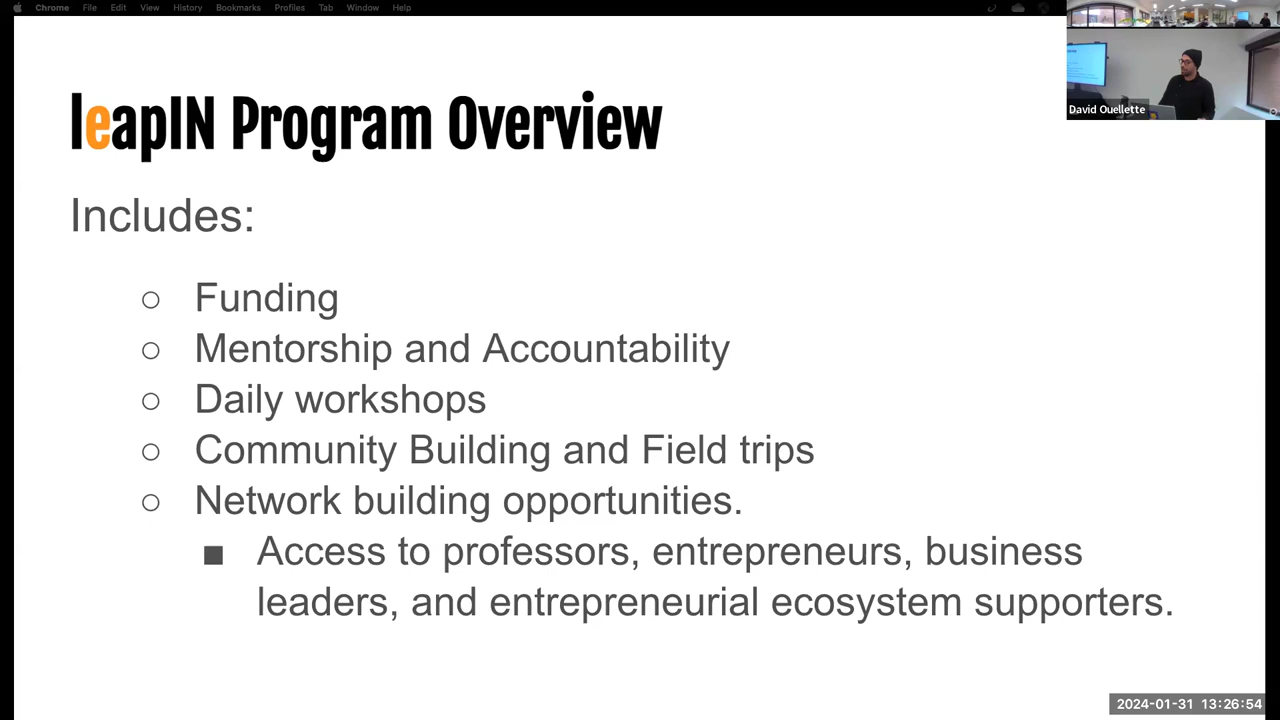 Chrome File Edit View History Bookmarks Profiles Tab Window Help
leapIN Program Overview
David Ouellette
Includes:
○ Funding
○ Mentorship and Accountability
○ Daily workshops
○ Community Building and Field trips
○ Network building opportunities.
■ Access to professors, entrepreneurs, business
leaders, and entrepreneurial ecosystem supporters.
2024-01-31 13:26:54